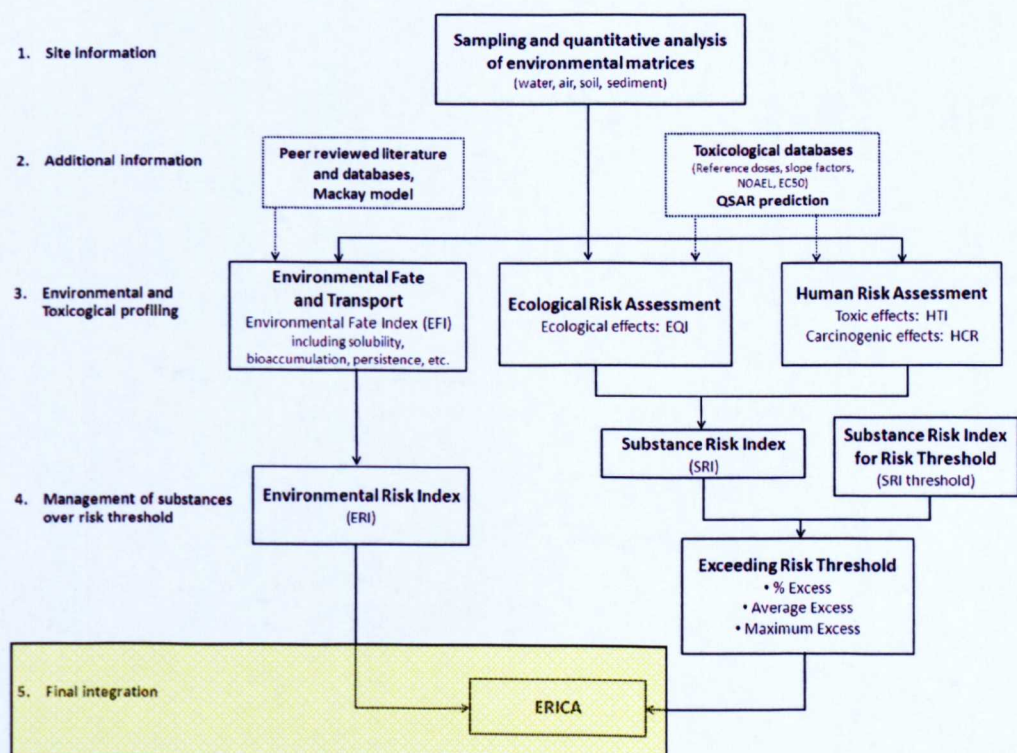 1. Site information
Sampling and quantitative analysis
of environmental matrices
(water, air, soil, sediment)
2. Additional information
Peer reviewed literature
and databases,
Mackay model
Toxicological databases
(Reference doses, slope factors,
NOAEL, EC50)
QSAR prediction
3. Environmental and
Toxicogical profiling
Environmental Fate
and Transport
Environmental Fate Index (EFI)
including solubility,
bioaccumulation, persistence, etc.
Ecological Risk Assessment
Ecological effects: EQI
Human Risk Assessment
Toxic effects: HTI
Carcinogenic effects: HCR
4. Management of substances
over risk threshold
Environmental Risk Index
(ERI)
Substance Risk Index
(SRI)
Substance Risk Index
for Risk Threshold
(SRI threshold)
Exceeding Risk Threshold
• % Excess
• Average Excess
• Maximum Excess
5. Final integration
ERICA